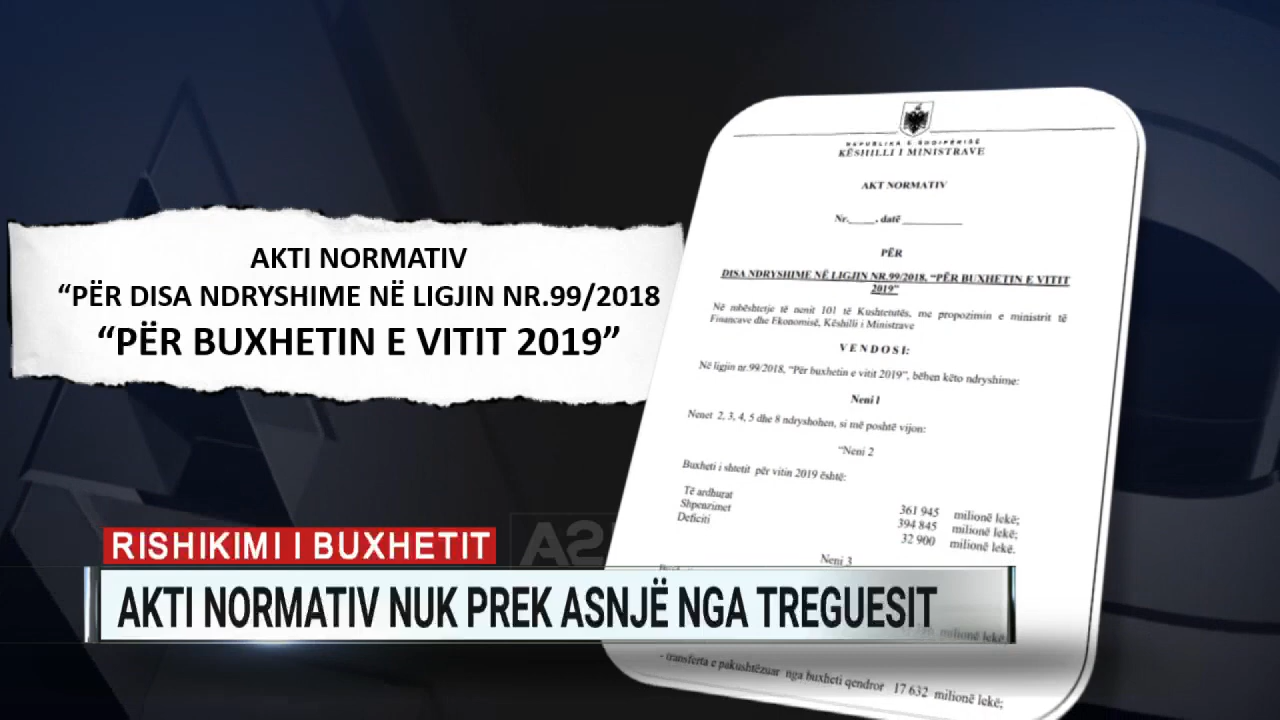 AKTI NORMATIV
“PËR DISA NDRYSHIME NË LIGJIN NR.99/2018
“PËR BUXHETIN E VITIT 2019”
REPUBLIKA E SHQIPËRISË
KËSHILLI I MINISTRAVE
AKT NORMATIV
Nr._____, datë ___________
PËR
DISA NDRYSHIME NË LIGJIN NR.99/2018, “PËR BUXHETIN E VITIT
2019”
Në mbështetje të nenit 101 të Kushtetutës, me propozimin e ministrit të
Financave dhe Ekonomisë, Këshilli i Ministrave
V E N D O S I:
Në ligjin nr.99/2018, “Për buxhetin e vitit 2019”, bëhen këto ndryshime:
Neni 1
Nenet 2, 3, 4, 5 dhe 8 ndryshohen, si më poshtë vijon:
“Neni 2
Buxheti i shtetit për vitin 2019 është:
Të ardhurat 361 945 milionë lekë;
Shpenzimet 394 845 milionë lekë;
Deficiti 32 900 milionë lekë.
Neni 3
milionë lekë;
- transferta e pakushtëzuar nga buxheti qendror 17 632 milionë lekë;
RISHIKIMI I BUXHETIT
AKTI NORMATIV NUK PREK ASNJË NGA TREGUESIT